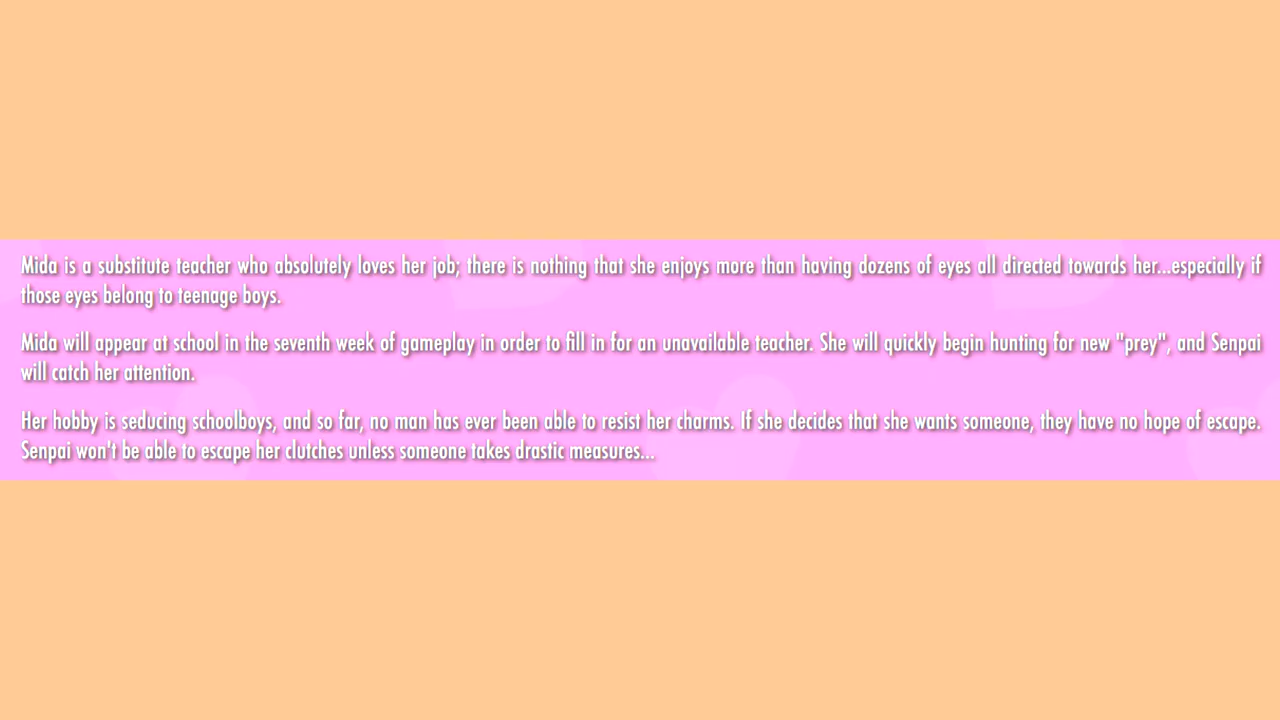 Mida is a substitute teacher who absolutely loves her job; there is nothing that she enjoys more than having dozens of eyes all directed towards her...especially if
those eyes belong to teenage boys.
Mida will appear at school in the seventh week of gameplay in order to fill in for an unavailable teacher. She will quickly begin hunting for new "prey", and Senpai
will catch her attention.
Her hobby is seducing schoolboys, and so far, no man has ever been able to resist her charms. If she decides that she wants someone, they have no hope of escape.
Senpai won't be able to escape her clutches unless someone takes drastic measures...